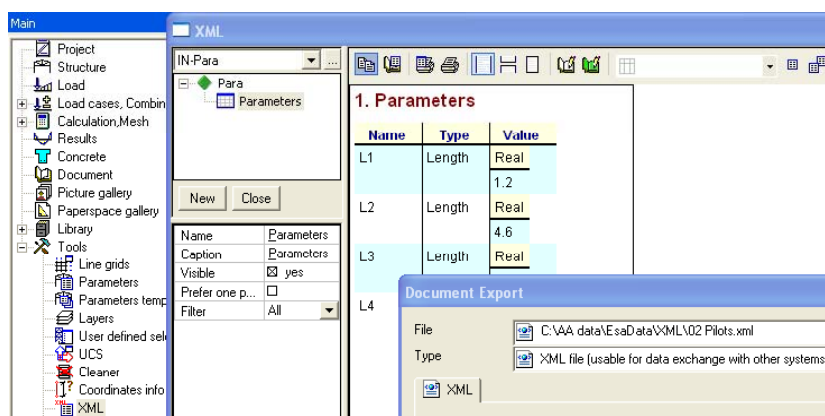 Main
Project
Structure
Load
Load cases, Combin
Calculation,Mesh
Results
Concrete
Document
Picture gallery
Paperspace gallery
Library
Tools
Line grids
Parameters
Parameters temp
Layers
User defined sele
UCS
Cleaner
Coordinates info
XML
XML
IN-Para
...
Para
Parameters
New
Close
Name Parameters
Caption Parameters
Visible yes
Prefer one p...
Filter All
1. Parameters
Name Type Value
L1 Length Real
1.2
L2 Length Real
4.6
L3 Length Real
L4
Document Export
File C:\AA data\EsaData\XML\02 Pilots.xml
Type XML file (usable for data exchange with other systems
XML